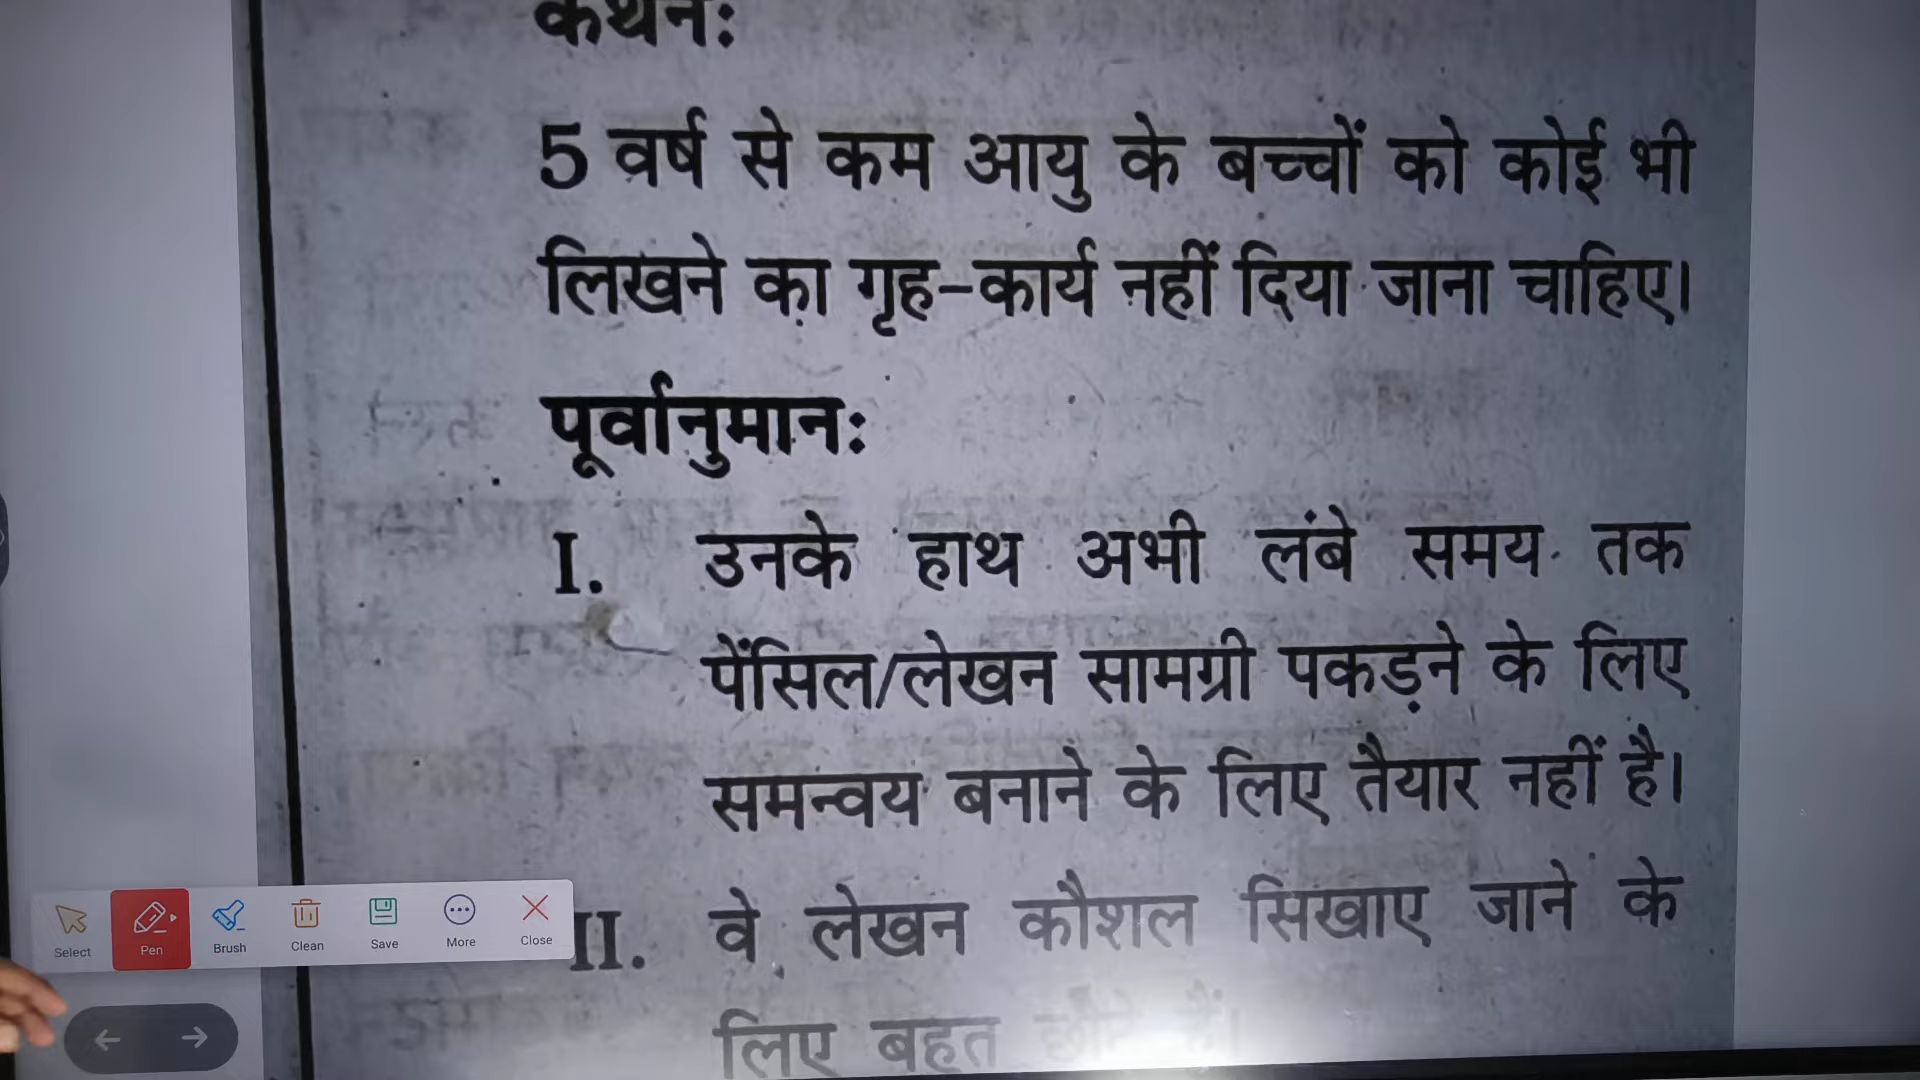 कथन:
5 वर्ष से कम आयु के बच्चों को कोई भी
लिखने का गृह-कार्य नहीं दिया जाना चाहिए।
पूर्वानुमान:
I. उनके हाथ अभी लंबे समय तक
पेंसिल/लेखन सामग्री पकड़ने के लिए
समन्वय बनाने के लिए तैयार नहीं है।
II. वे लेखन कौशल सिखाए जाने के
लिए बहुत छोटे हैं।
Select Pen Brush Clean Save More Close